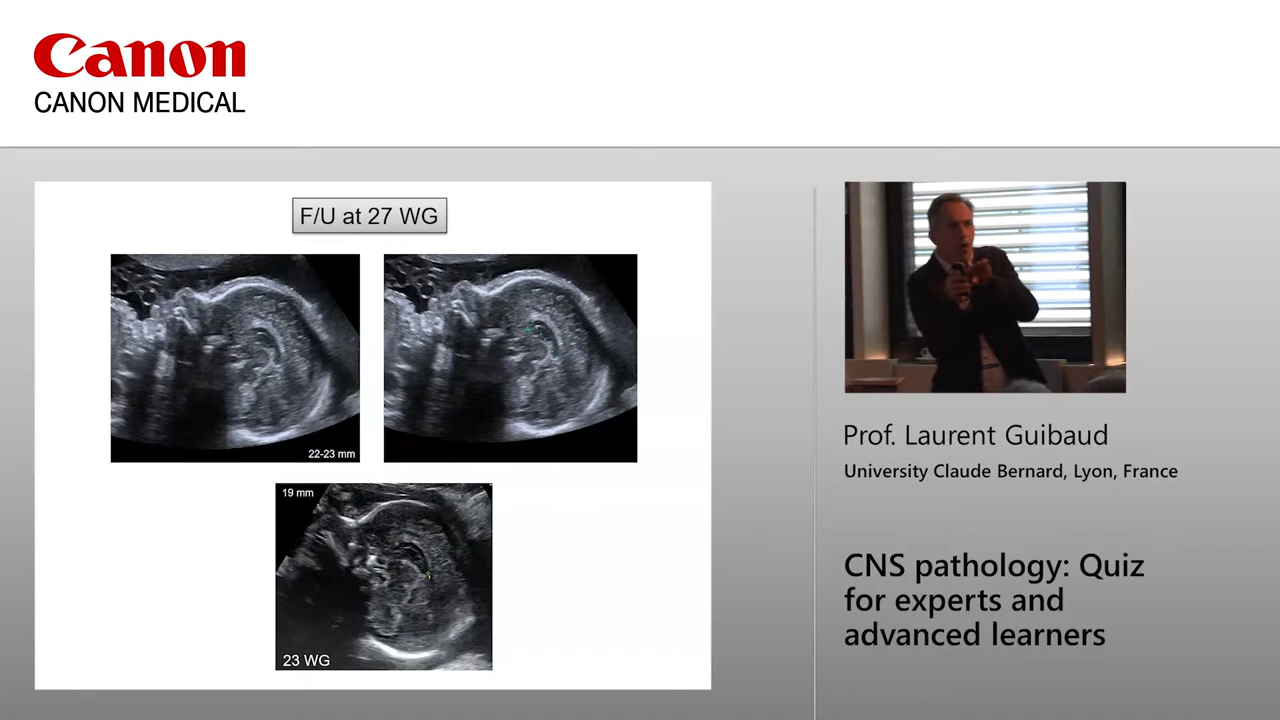 Canon
CANON MEDICAL
F/U at 27 WG
22-23 mm
19 mm
23 WG
Prof. Laurent Guibaud
University Claude Bernard, Lyon, France
CNS pathology: Quiz
for experts and
advanced learners